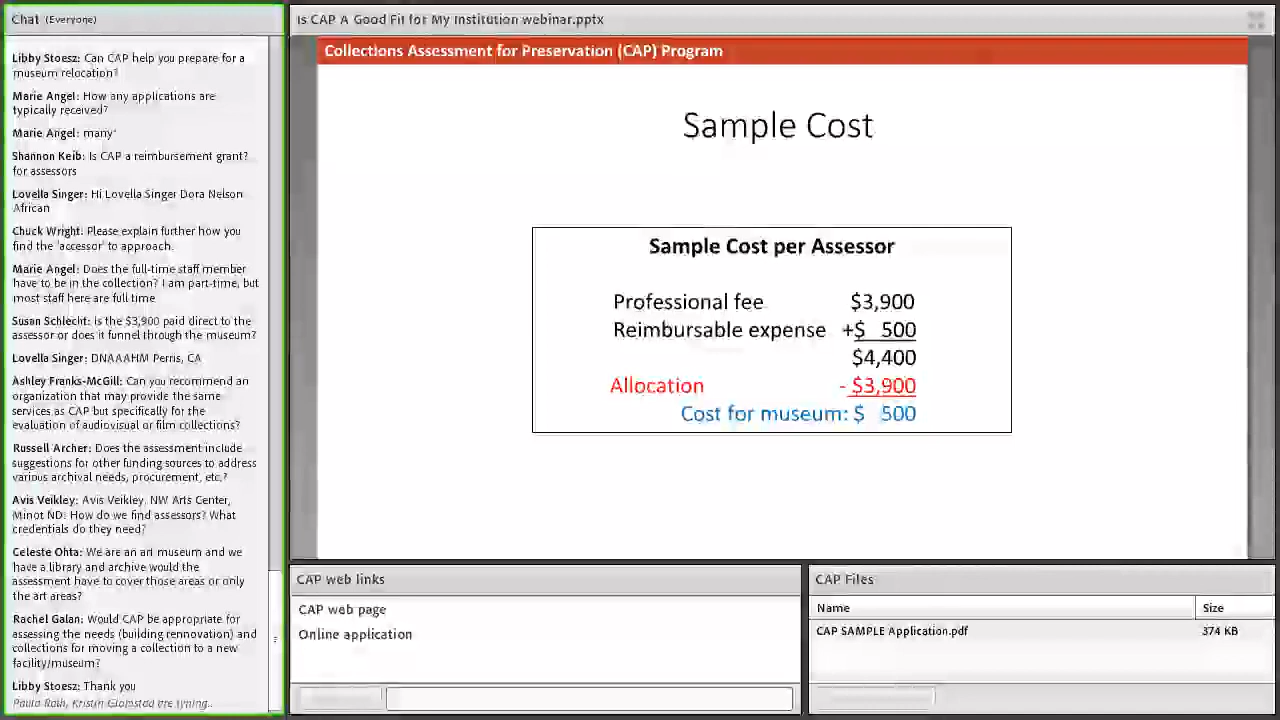 Chat (Everyone)
Libby Stoesz: Can CAP help you prepare for a
museum relocation?
Marie Angel: How any applications are
typically received?
Marie Angel: many*
Shannon Keib: Is CAP a reimbursement grant?
for assessors
Lovella Singer: Hi Lovella Singer Dora Nelson
African
Chuck Wright: Please explain further how you
find the 'accessor' to approach.
Marie Angel: Does the full-time staff member
have to be in the collection? I am part-time, but
most staff here are full time
Susan Schlecht: Is the $3,900 paid direct to the
assessor or does it funnel through the museum?
Lovella Singer: DNAAAHM Perris, CA
Ashley Franks-McGill: Can you recommend an
organization that may provide the same
services as CAP but specifically for the
evaluation of audiovisual or film collections?
Russell Archer: Does the assessment include
suggestions for other funding sources to address
various archival needs, procurement, etc.?
Avis Veikley: Avis Veikley, NW Arts Center,
Minot ND: How do we find assessors? What
credentials do they need?
Celeste Ohta: We are an art museum and we
have a library and archive would the
assessment have to cover those areas or only
the art areas?
Rachel Galan: Would CAP be appropriate for
assessing the needs (building rennovation) and
collections for moving a collection to a new
facility/museum?
Libby Stoesz: Thank you
are typing..
Is CAP A Good Fit for My Institution webinar.pptx
Collections Assessment for Preservation (CAP) Program
Sample Cost
Sample Cost per Assessor
Professional fee $3,900
Reimbursable expense +$ 500
$4,400
Allocation - $3,900
Cost for museum: $ 500
CAP web links
CAP web page
Online application
CAP Files
Name Size
CAP SAMPLE Application.pdf 374 KB